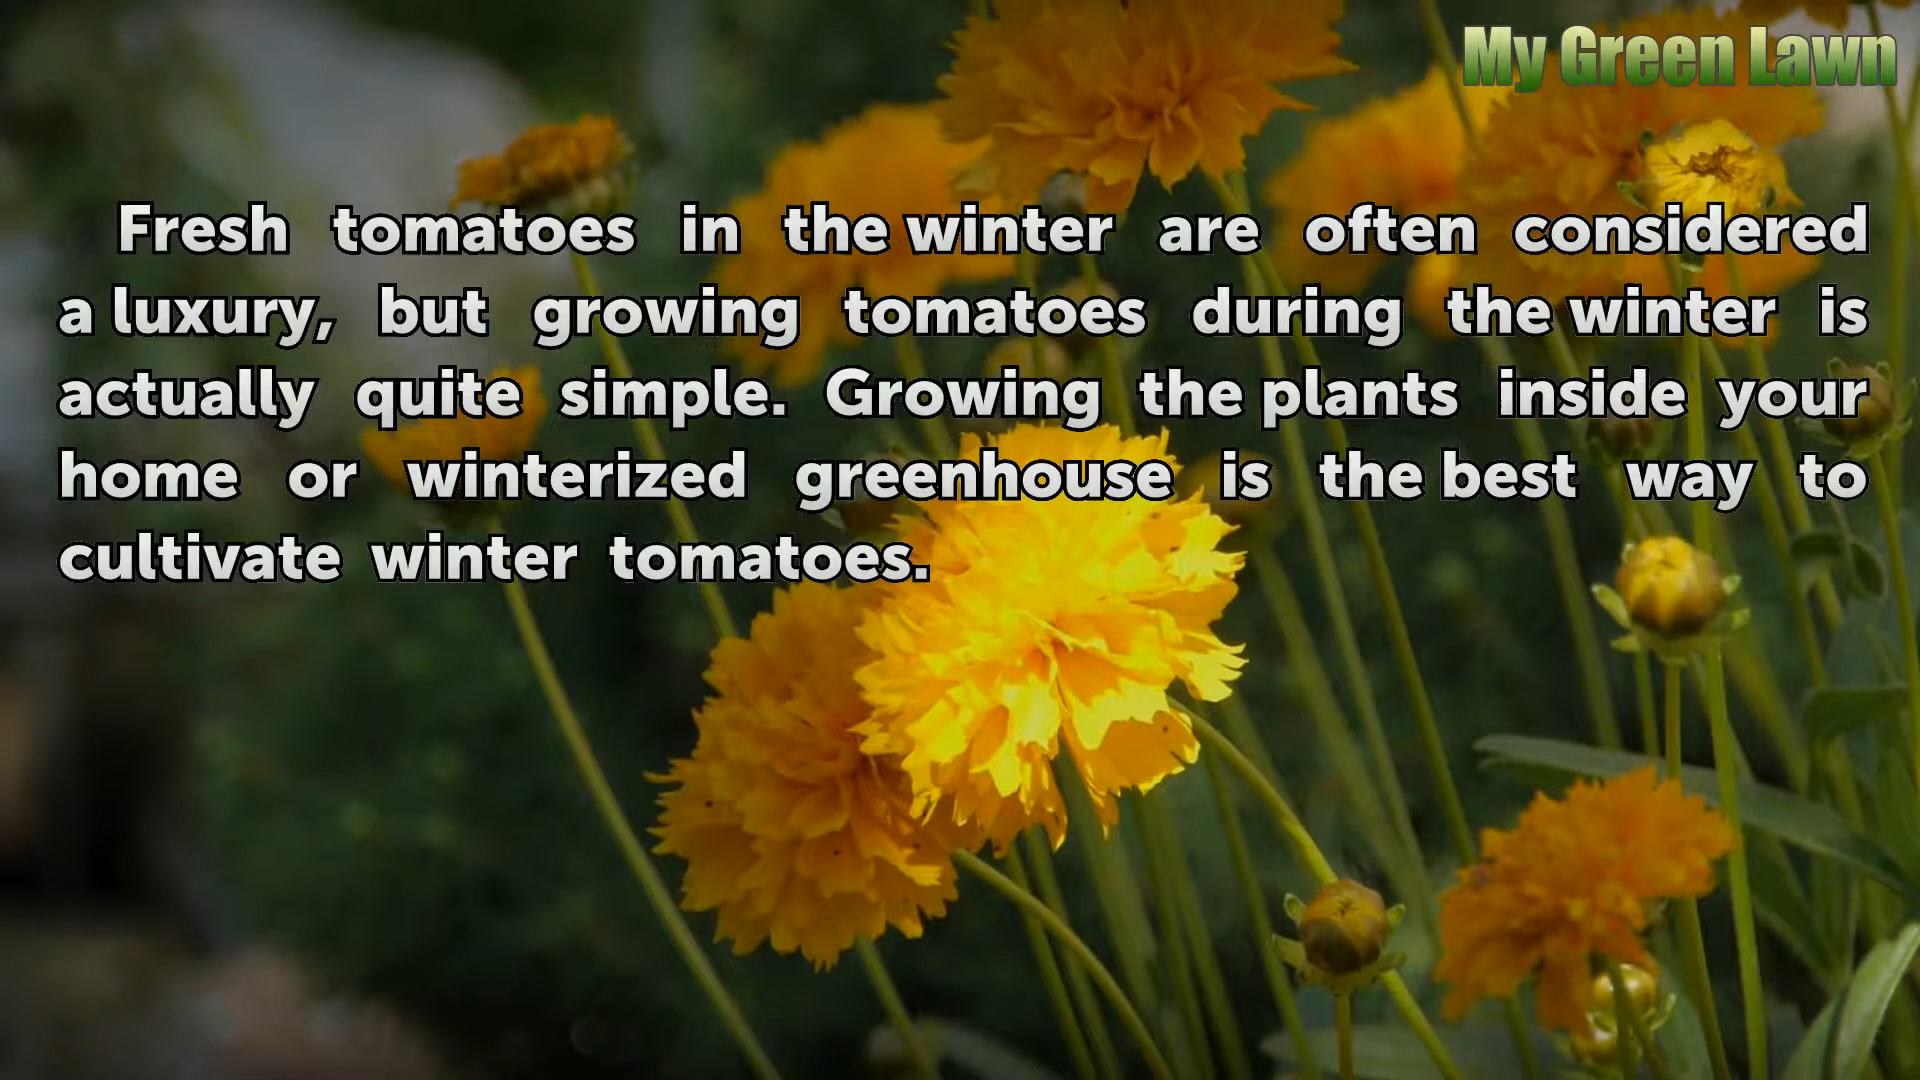 My Green Lawn
Fresh tomatoes in the winter are often considered
a luxury, but growing tomatoes during the winter is
actually quite simple. Growing the plants inside your
home or winterized greenhouse is the best way to
cultivate winter tomatoes.